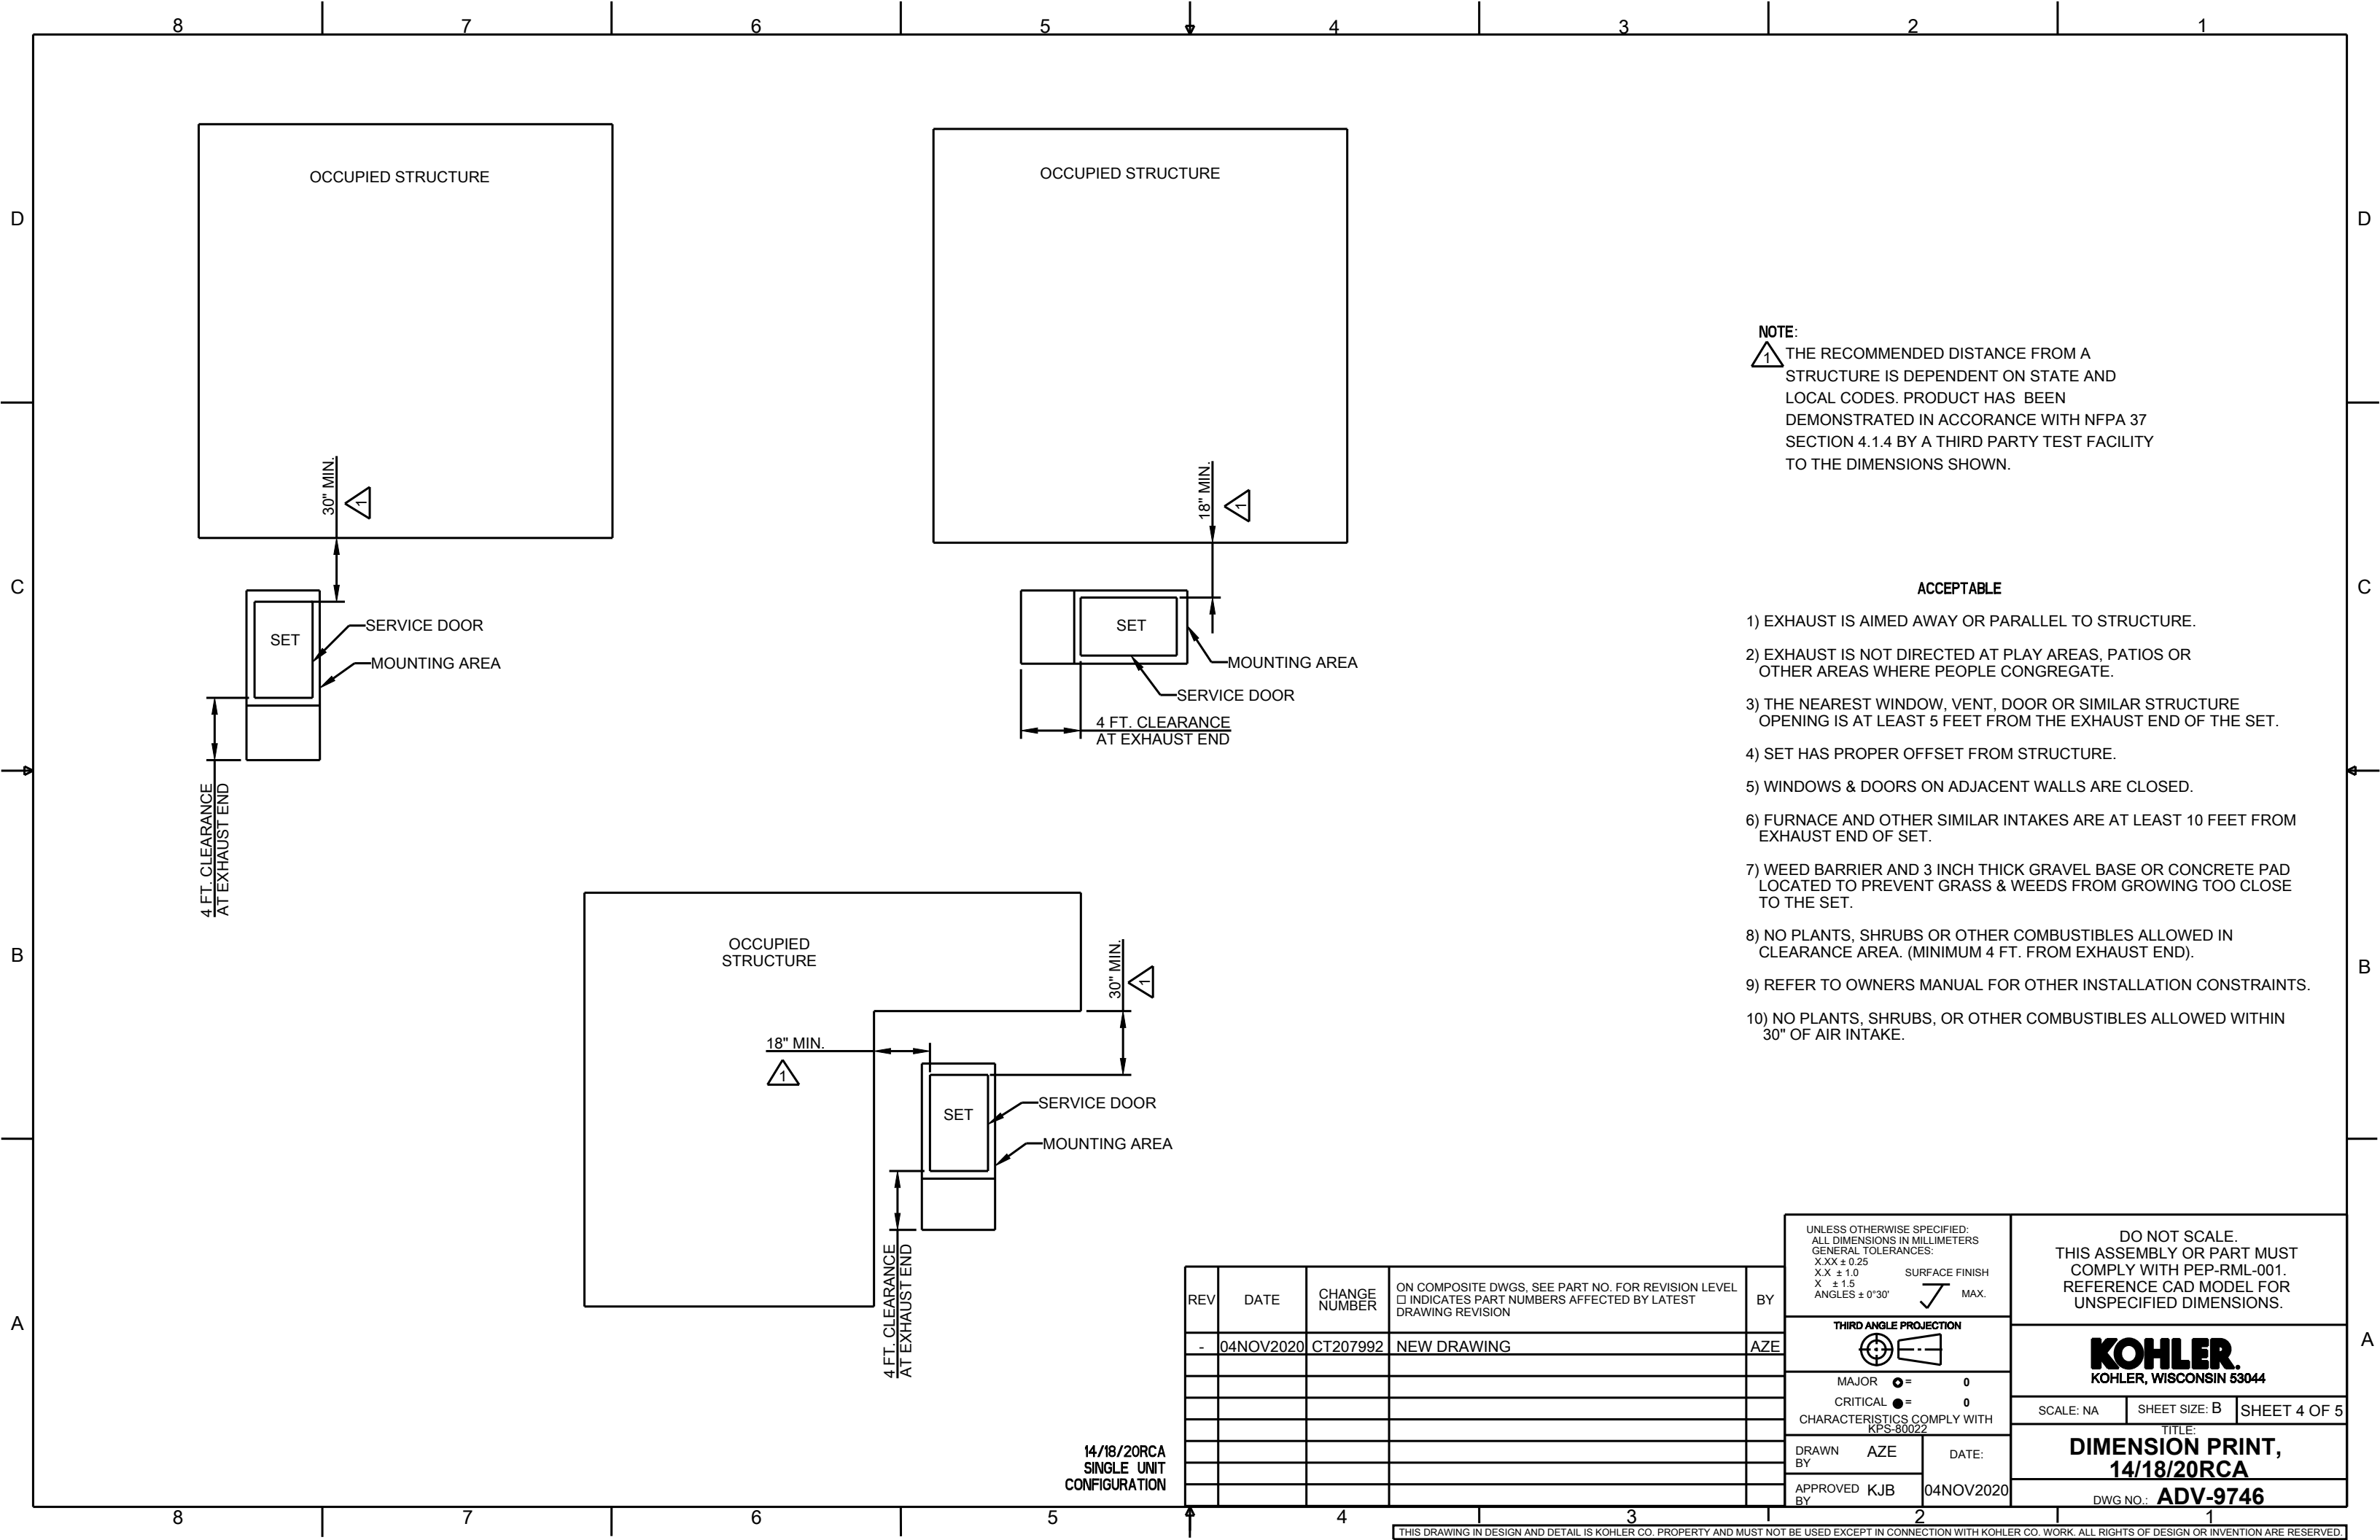 8 7 6 5 4 3 2 1
D
D
C
C
B
B
A
A
OCCUPIED STRUCTURE
30" MIN.
1
SET
SERVICE DOOR
MOUNTING AREA
4 FT. CLEARANCE
AT EXHAUST END
OCCUPIED STRUCTURE
18" MIN.
1
SET
MOUNTING AREA
SERVICE DOOR
4 FT. CLEARANCE
AT EXHAUST END
OCCUPIED
STRUCTURE
30" MIN.
1
18" MIN.
1
SET
SERVICE DOOR
MOUNTING AREA
4 FT. CLEARANCE
AT EXHAUST END
NOTE:
1 THE RECOMMENDED DISTANCE FROM A
STRUCTURE IS DEPENDENT ON STATE AND
LOCAL CODES. PRODUCT HAS BEEN
DEMONSTRATED IN ACCORANCE WITH NFPA 37
SECTION 4.1.4 BY A THIRD PARTY TEST FACILITY
TO THE DIMENSIONS SHOWN.
ACCEPTABLE
1) EXHAUST IS AIMED AWAY OR PARALLEL TO STRUCTURE.
2) EXHAUST IS NOT DIRECTED AT PLAY AREAS, PATIOS OR
OTHER AREAS WHERE PEOPLE CONGREGATE.
3) THE NEAREST WINDOW, VENT, DOOR OR SIMILAR STRUCTURE
OPENING IS AT LEAST 5 FEET FROM THE EXHAUST END OF THE SET.
4) SET HAS PROPER OFFSET FROM STRUCTURE.
5) WINDOWS & DOORS ON ADJACENT WALLS ARE CLOSED.
6) FURNACE AND OTHER SIMILAR INTAKES ARE AT LEAST 10 FEET FROM
EXHAUST END OF SET.
7) WEED BARRIER AND 3 INCH THICK GRAVEL BASE OR CONCRETE PAD
LOCATED TO PREVENT GRASS & WEEDS FROM GROWING TOO CLOSE
TO THE SET.
8) NO PLANTS, SHRUBS OR OTHER COMBUSTIBLES ALLOWED IN
CLEARANCE AREA. (MINIMUM 4 FT. FROM EXHAUST END).
9) REFER TO OWNERS MANUAL FOR OTHER INSTALLATION CONSTRAINTS.
10) NO PLANTS, SHRUBS, OR OTHER COMBUSTIBLES ALLOWED WITHIN
30" OF AIR INTAKE.
14/18/20RCA
SINGLE UNIT
CONFIGURATION
REV DATE CHANGE NUMBER ON COMPOSITE DWGS, SEE PART NO. FOR REVISION LEVEL
☐ INDICATES PART NUMBERS AFFECTED BY LATEST
DRAWING REVISION BY
- 04NOV2020 CT207992 NEW DRAWING AZE
UNLESS OTHERWISE SPECIFIED:
ALL DIMENSIONS IN MILLIMETERS
GENERAL TOLERANCES:
X.XX ± 0.25
X.X ± 1.0 SURFACE FINISH
X ± 1.5
ANGLES ± 0°30' MAX.
THIRD ANGLE PROJECTION
MAJOR = 0
CRITICAL = 0
CHARACTERISTICS COMPLY WITH
KPS-80022
DRAWN BY AZE DATE:
APPROVED BY KJB 04NOV2020
DO NOT SCALE.
THIS ASSEMBLY OR PART MUST
COMPLY WITH PEP-RML-001.
REFERENCE CAD MODEL FOR
UNSPECIFIED DIMENSIONS.
KOHLER.
KOHLER, WISCONSIN 53044
SCALE: NA SHEET SIZE: B SHEET 4 OF 5
TITLE:
DIMENSION PRINT,
14/18/20RCA
DWG NO.: ADV-9746
8 7 6 5 4 3 2 1
THIS DRAWING IN DESIGN AND DETAIL IS KOHLER CO. PROPERTY AND MUST NOT BE USED EXCEPT IN CONNECTION WITH KOHLER CO. WORK. ALL RIGHTS OF DESIGN OR INVENTION ARE RESERVED.